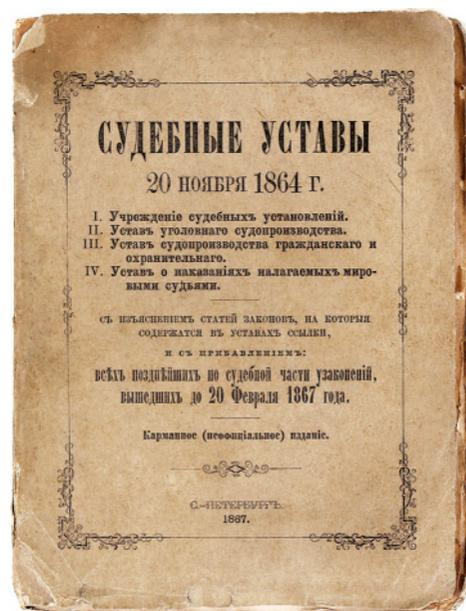 СУДЕБНЫЕ УСТАВЫ
20 НОЯБРЯ 1864 Г.
I. Учрежденіе судебныхъ установленій.
II. Уставъ уголовнаго судопроизводства.
III. Уставъ судопроизводства гражданскаго и
охранительнаго.
IV. Уставъ о наказаніяхъ налагаемыхъ миро-
выми судьями.
СЪ ИЗЪЯСНЕНІЕМЪ СТАТЕЙ ЗАКОНОВЪ, НА КОТОРЫЯ
СОДЕРЖАТСЯ ВЪ УСТАВАХЪ ССЫЛКИ,
И СЪ ПРИБАВЛЕНІЕМЪ:
всѣхъ позднѣйшихъ по судебной части узаконеній,
вышедшихъ до 20 Февраля 1867 года.
Карманное (неофиціальное) изданіе.
С.–ПЕТЕРБУРГЪ.
1867.